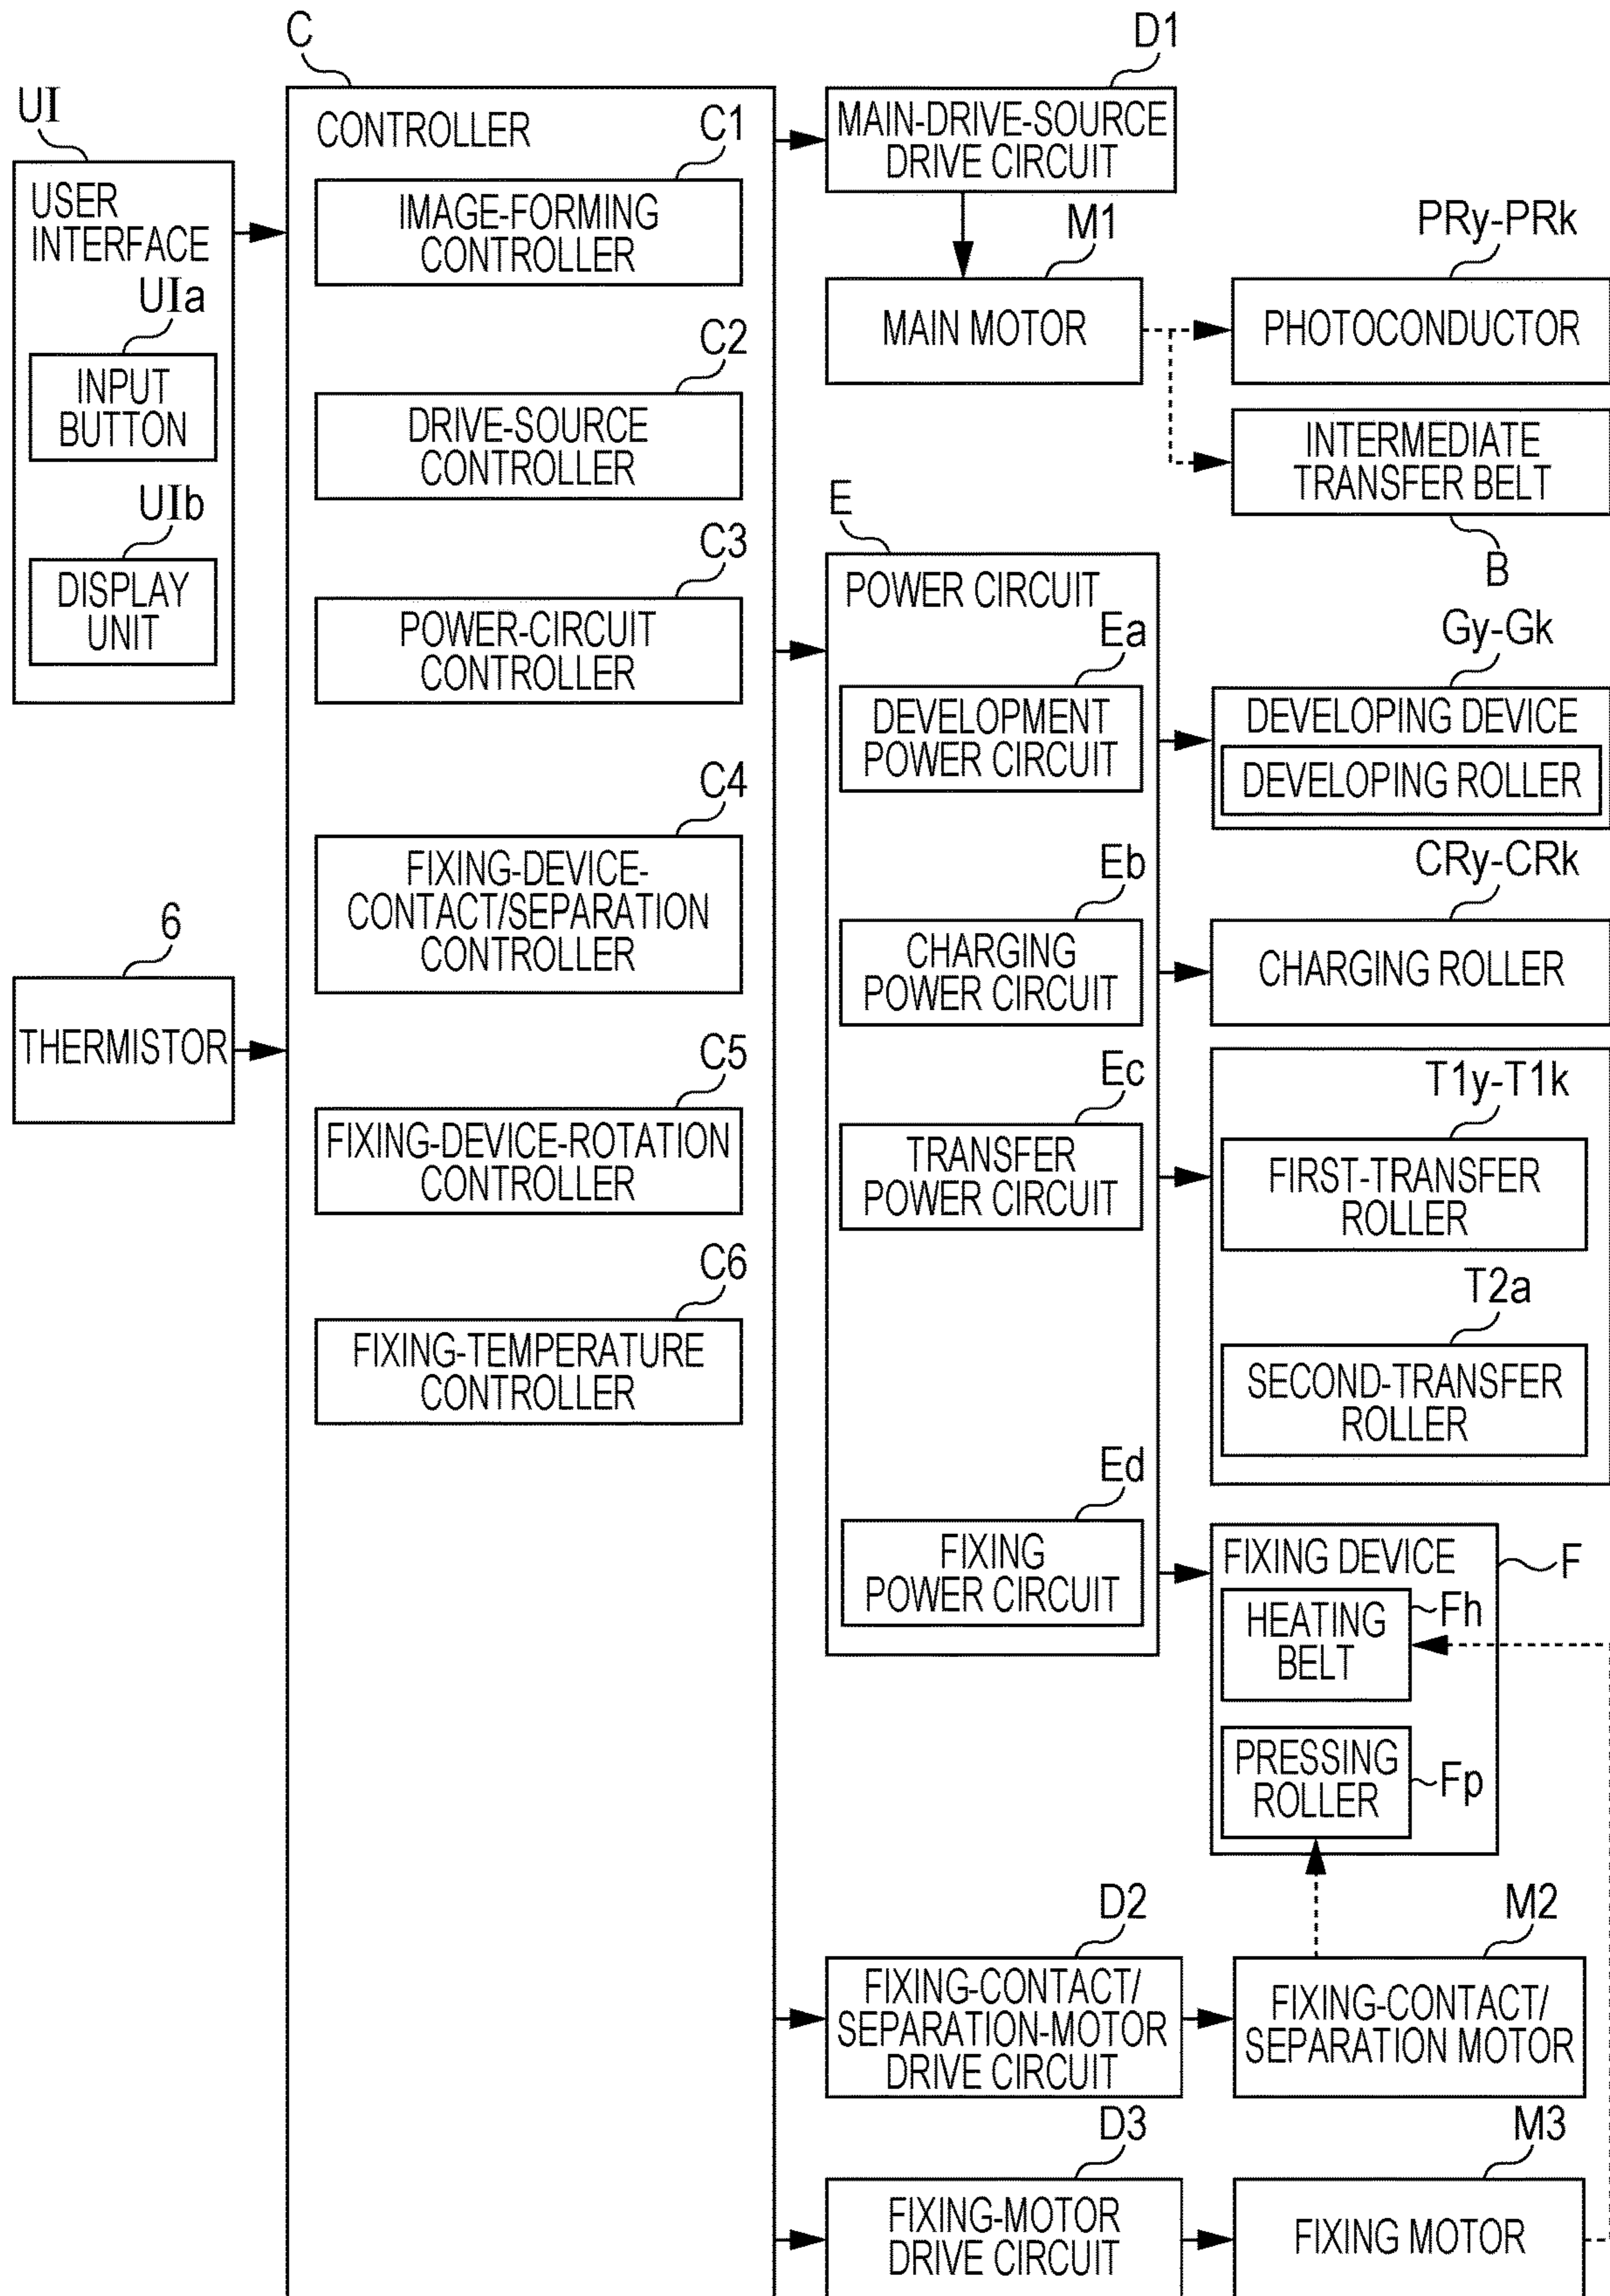 UI
USER
INTERFACE
UIa
INPUT
BUTTON
UIb
DISPLAY
UNIT
6
THERMISTOR
C
CONTROLLER
C1
IMAGE-FORMING
CONTROLLER
C2
DRIVE-SOURCE
CONTROLLER
C3
POWER-CIRCUIT
CONTROLLER
C4
FIXING-DEVICE-
CONTACT/SEPARATION
CONTROLLER
C5
FIXING-DEVICE-ROTATION
CONTROLLER
C6
FIXING-TEMPERATURE
CONTROLLER
D1
MAIN-DRIVE-SOURCE
DRIVE CIRCUIT
M1
MAIN MOTOR
PRy-PRk
PHOTOCONDUCTOR
INTERMEDIATE
TRANSFER BELT
B
E
POWER CIRCUIT
Ea
DEVELOPMENT
POWER CIRCUIT
Gy-Gk
DEVELOPING DEVICE
DEVELOPING ROLLER
Eb
CHARGING
POWER CIRCUIT
CRy-CRk
CHARGING ROLLER
Ec
TRANSFER
POWER CIRCUIT
T1y-T1k
FIRST-TRANSFER
ROLLER
T2a
SECOND-TRANSFER
ROLLER
Ed
FIXING
POWER CIRCUIT
FIXING DEVICE
F
HEATING
BELT
Fh
PRESSING
ROLLER
Fp
D2
FIXING-CONTACT/
SEPARATION-MOTOR
DRIVE CIRCUIT
M2
FIXING-CONTACT/
SEPARATION MOTOR
D3
FIXING-MOTOR
DRIVE CIRCUIT
M3
FIXING MOTOR